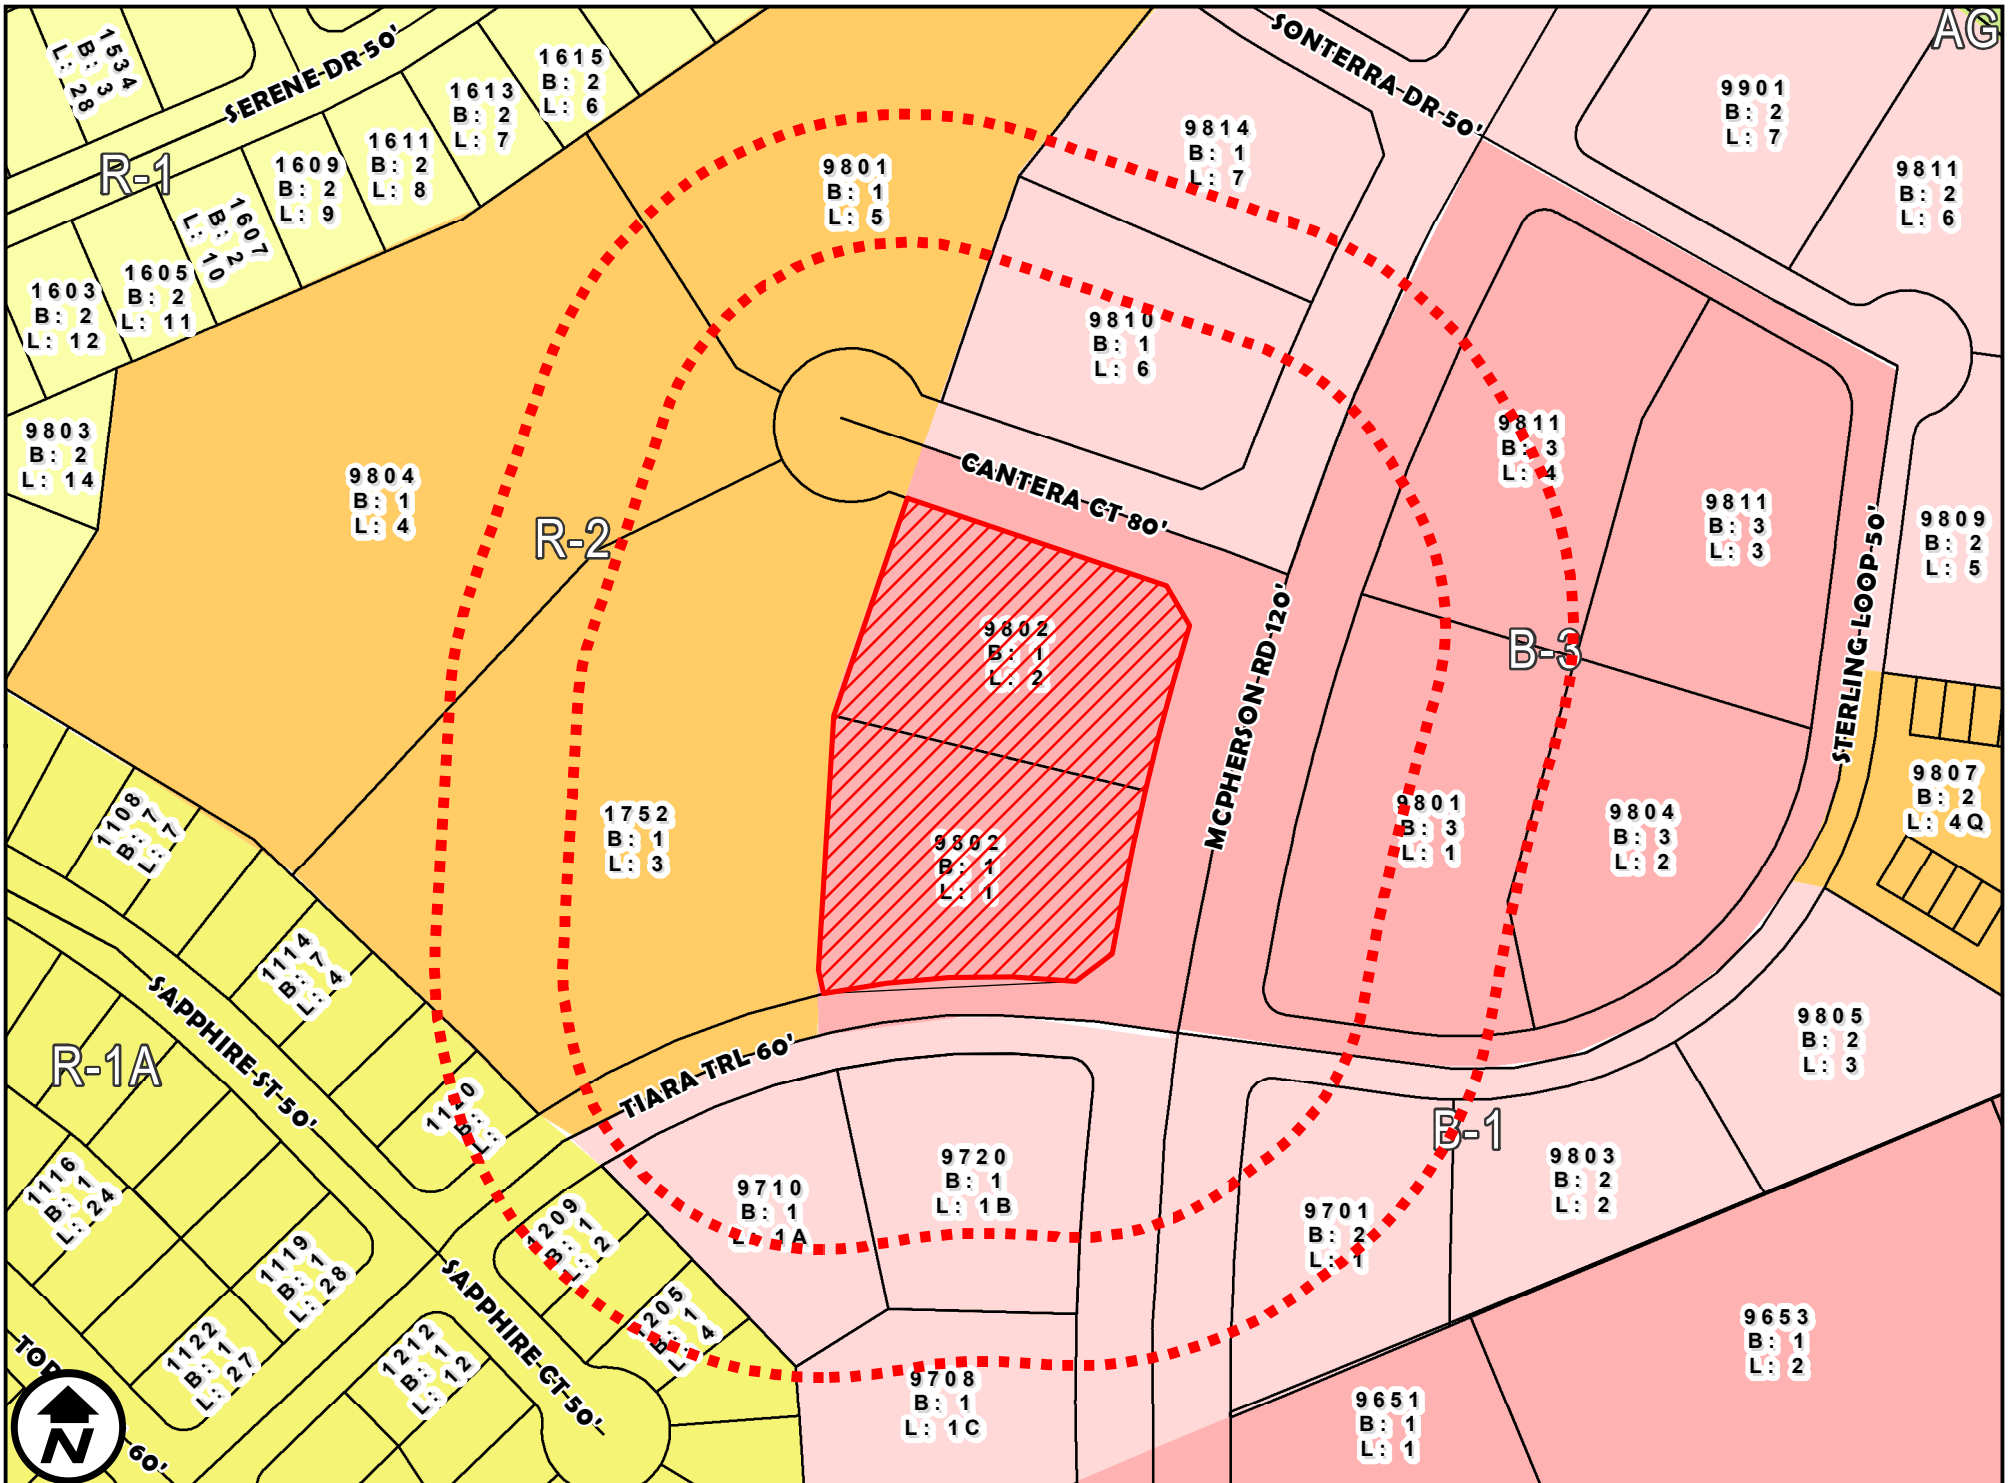 AG
SERENE-DR-50'
SONTERRA-DR-50'
1534
B: 3
L: 28
1615
B: 2
L: 6
1613
B: 2
L: 7
1611
B: 2
L: 8
1609
B: 2
L: 9
1607
B: 2
L: 10
1605
B: 2
L: 11
1603
B: 2
L: 12
R-1
9801
B: 1
L: 5
9814
B: 1
L: 7
9901
B: 2
L: 7
9811
B: 2
L: 6
9810
B: 1
L: 6
9803
B: 2
L: 14
9804
B: 1
L: 4
R-2
CANTERA-CT-80'
9811
B: 3
L: 4
9811
B: 3
L: 3
9809
B: 2
L: 5
STERLING-LOOP-50'
9802
B: 1
L: 2
MCPHERSON-RD-120'
B-3
1752
B: 1
L: 3
9802
B: 1
L: 1
9801
B: 3
L: 1
9804
B: 3
L: 2
9807
B: 2
L: 4Q
1108
B: 7
L: 7
1114
B: 7
L: 4
SAPPHIRE-ST-50'
R-1A
TIARA-TRL-60'
9805
B: 2
L: 3
B-1
1116
B: 1
L: 24
1119
B: 1
L: 28
1122
B: 1
L: 27
1209
B: 1
L: 2
1205
B: 1
L: 4
1212
B: 1
L: 12
SAPPHIRE-CT-50'
9710
B: 1
L: 1A
9720
B: 1
L: 1B
9701
B: 2
L: 1
9803
B: 2
L: 2
9708
B: 1
L: 1C
9651
B: 1
L: 1
9653
B: 1
L: 2
60'
N